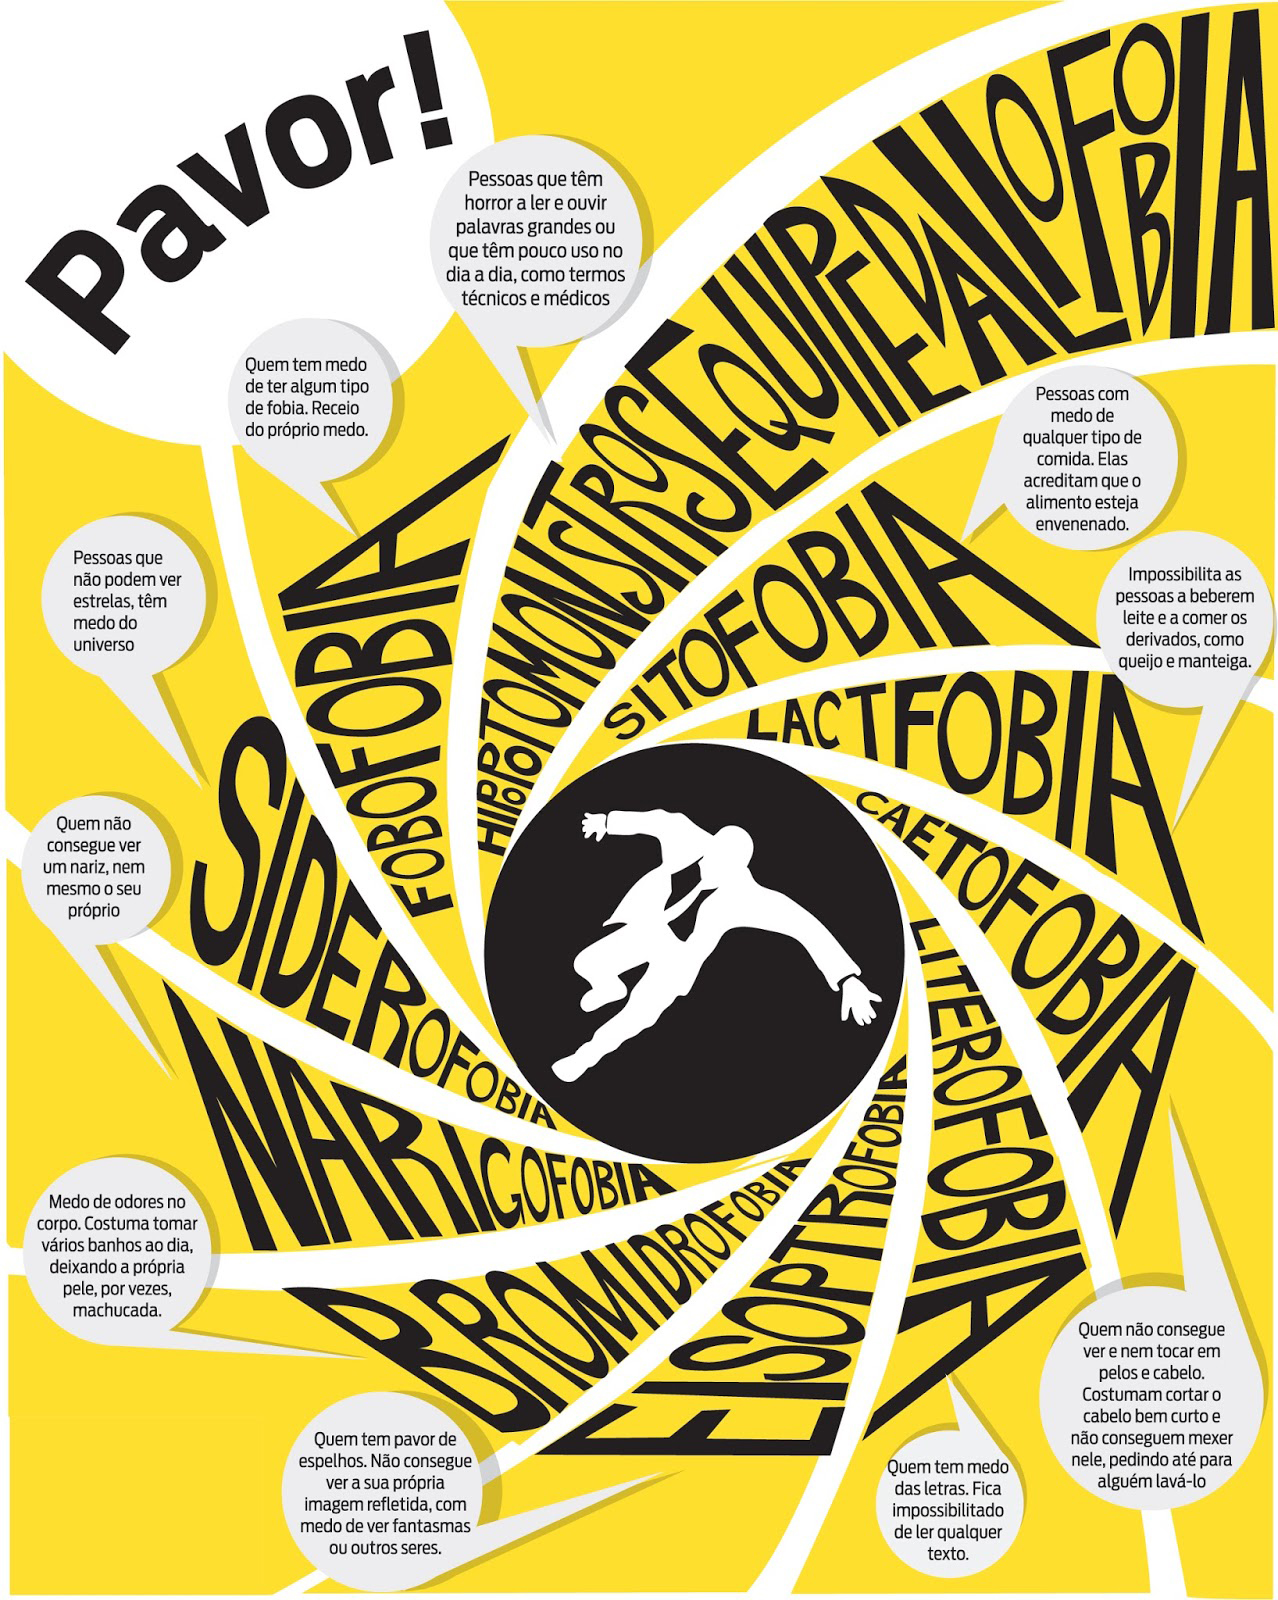 Pavor!
Pessoas que têm
horror a ler e ouvir
palavras grandes ou
que têm pouco uso no
dia a dia, como termos
técnicos e médicos
HIPPOPOTOMONSTROSSEQUIPEDALIOFOBIA
Quem tem medo
de ter algum tipo
de fobia. Receio
do próprio medo.
FOBOFOBIA
Pessoas com
medo de
qualquer tipo de
comida. Elas
acreditam que o
alimento esteja
envenenado.
SITOFOBIA
Impossibilita as
pessoas a beberem
leite e a comer os
derivados, como
queijo e manteiga.
LACTFOBIA
Pessoas que
não podem ver
estrelas, têm
medo do
universo
SIDEROFOBIA
Quem não
consegue ver
um nariz, nem
mesmo o seu
próprio
NARIGOFOBIA
CAETOFOBIA
LITEROFOBIA
Medo de odores no
corpo. Costuma tomar
vários banhos ao dia,
deixando a própria
pele, por vezes,
machucada.
BROMIDROFOBIA
EISOPTROFOBIA
Quem tem pavor de
espelhos. Não consegue
ver a sua própria
imagem refletida, com
medo de ver fantasmas
ou outros seres.
Quem tem medo
das letras. Fica
impossibilitado
de ler qualquer
texto.
Quem não consegue
ver e nem tocar em
pelos e cabelo.
Costumam cortar o
cabelo bem curto e
não conseguem mexer
nele, pedindo até para
alguém lavá-lo